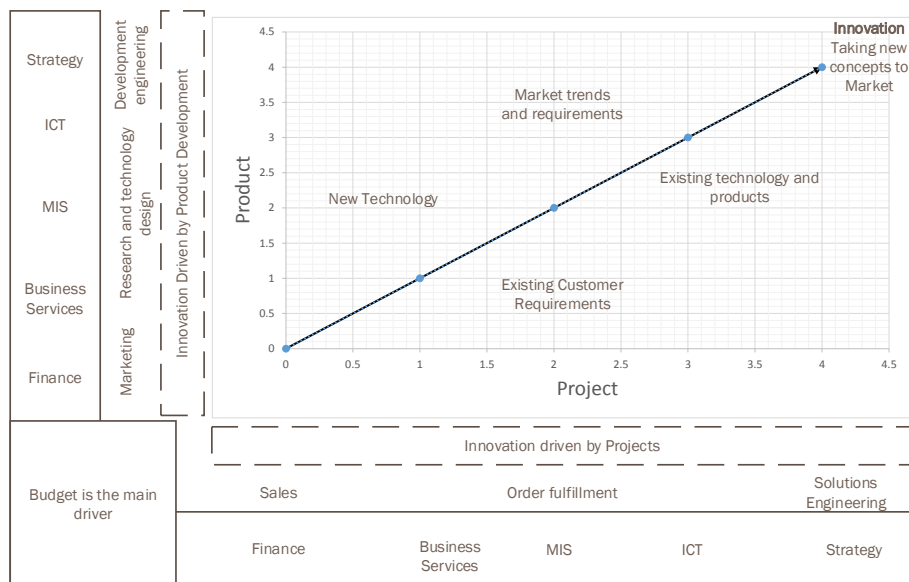 Strategy
ICT
MIS
Business
Services
Finance
Development
engineering
Research and technology
design
Marketing
Innovation Driven by Product Development
Product
4.5
4
3.5
3
2.5
2
1.5
1
0.5
0
0
0.5
1
1.5
2
2.5
3
3.5
4
4.5
Project
Innovation
Taking new
concepts to
Market
Market trends
and requirements
New Technology
Existing technology and
products
Existing Customer
Requirements
Innovation driven by Projects
Sales
Order fulfillment
Solutions
Engineering
Budget is the main
driver
Finance
Business
Services
MIS
ICT
Strategy